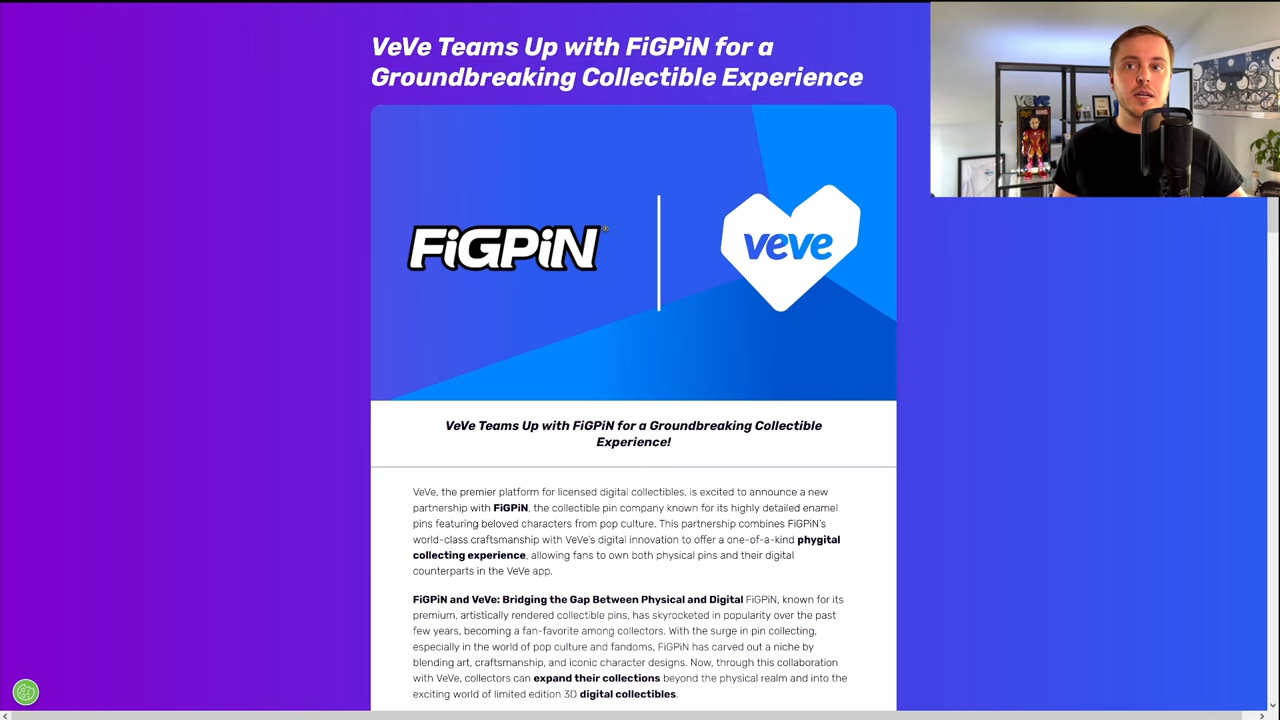 VeVe Teams Up with FiGPiN for a
Groundbreaking Collectible Experience
FiGPiN
veve
VeVe Teams Up with FiGPiN for a Groundbreaking Collectible
Experience!
VeVe, the premier platform for licensed digital collectibles, is excited to announce a new
partnership with FiGPiN, the collectible pin company known for its highly detailed enamel
pins featuring beloved characters from pop culture. This partnership combines FiGPiN's
world-class craftsmanship with VeVe's digital innovation to offer a one-of-a-kind phygital
collecting experience, allowing fans to own both physical pins and their digital
counterparts in the VeVe app.
FiGPiN and VeVe: Bridging the Gap Between Physical and Digital FiGPiN, known for its
premium, artistically rendered collectible pins, has skyrocketed in popularity over the past
few years, becoming a fan-favorite among collectors. With the surge in pin collecting,
especially in the world of pop culture and fandoms, FiGPiN has carved out a niche by
blending art, craftsmanship, and iconic character designs. Now, through this collaboration
with VeVe, collectors can expand their collections beyond the physical realm and into the
exciting world of limited edition 3D digital collectibles.